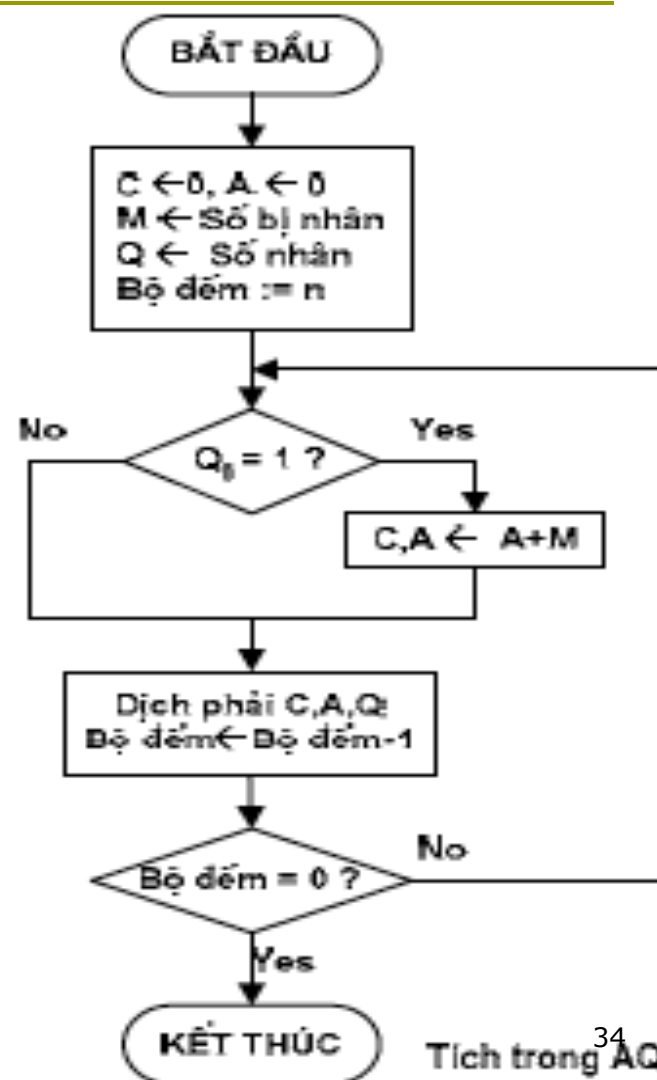 BẮT ĐẦU
C ← 0, A ← 0
M ← Số bị nhân
Q ← Số nhân
Bộ đếm := n
No
Yes
Q₀ = 1 ?
C,A ← A+M
Dịch phải C,A,Q;
Bộ đếm ← Bộ đếm-1
No
Bộ đếm = 0 ?
Yes
KẾT THÚC
34
Tích trong AQ